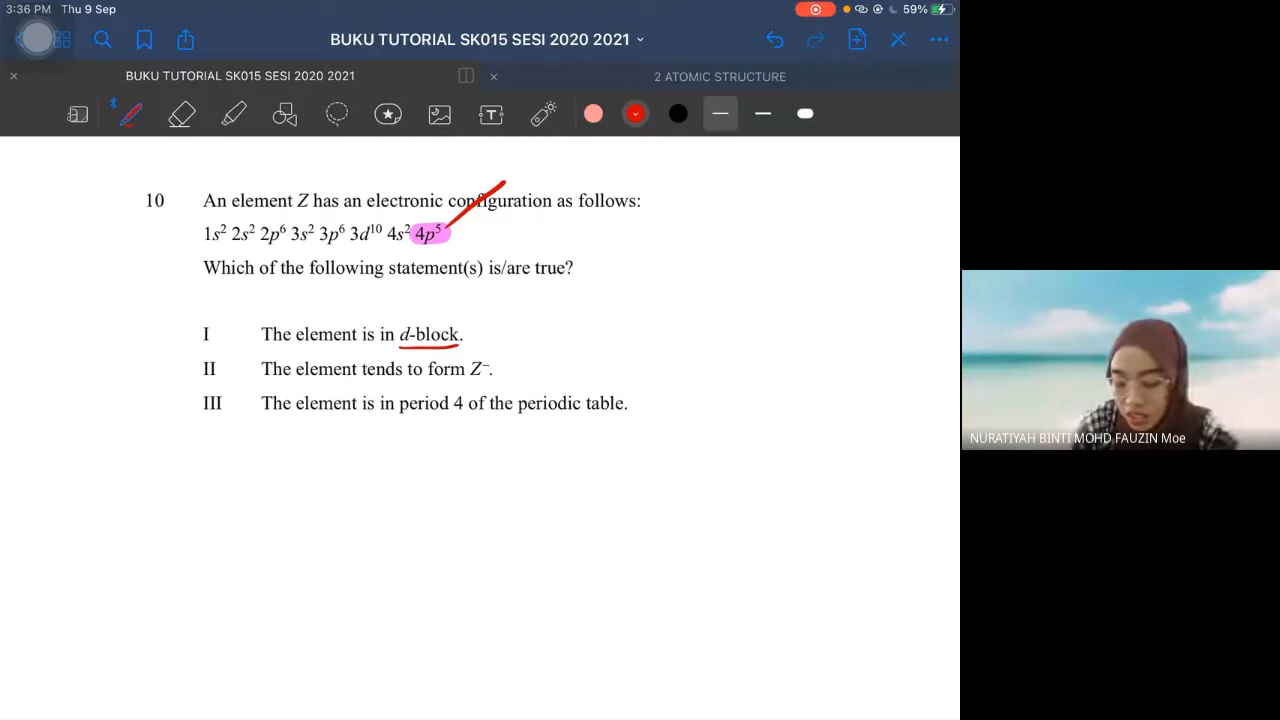 3:36 PM Thu 9 Sep
59%
BUKU TUTORIAL SK015 SESI 2020 2021
BUKU TUTORIAL SK015 SESI 2020 2021
2 ATOMIC STRUCTURE
10 An element Z has an electronic configuration as follows:
1s² 2s² 2p⁶ 3s² 3p⁶ 3d¹⁰ 4s² 4p⁵
Which of the following statement(s) is/are true?
I The element is in d-block.
II The element tends to form Z⁻.
III The element is in period 4 of the periodic table.
NURATIYAH BINTI MOHD FAUZIN Moe